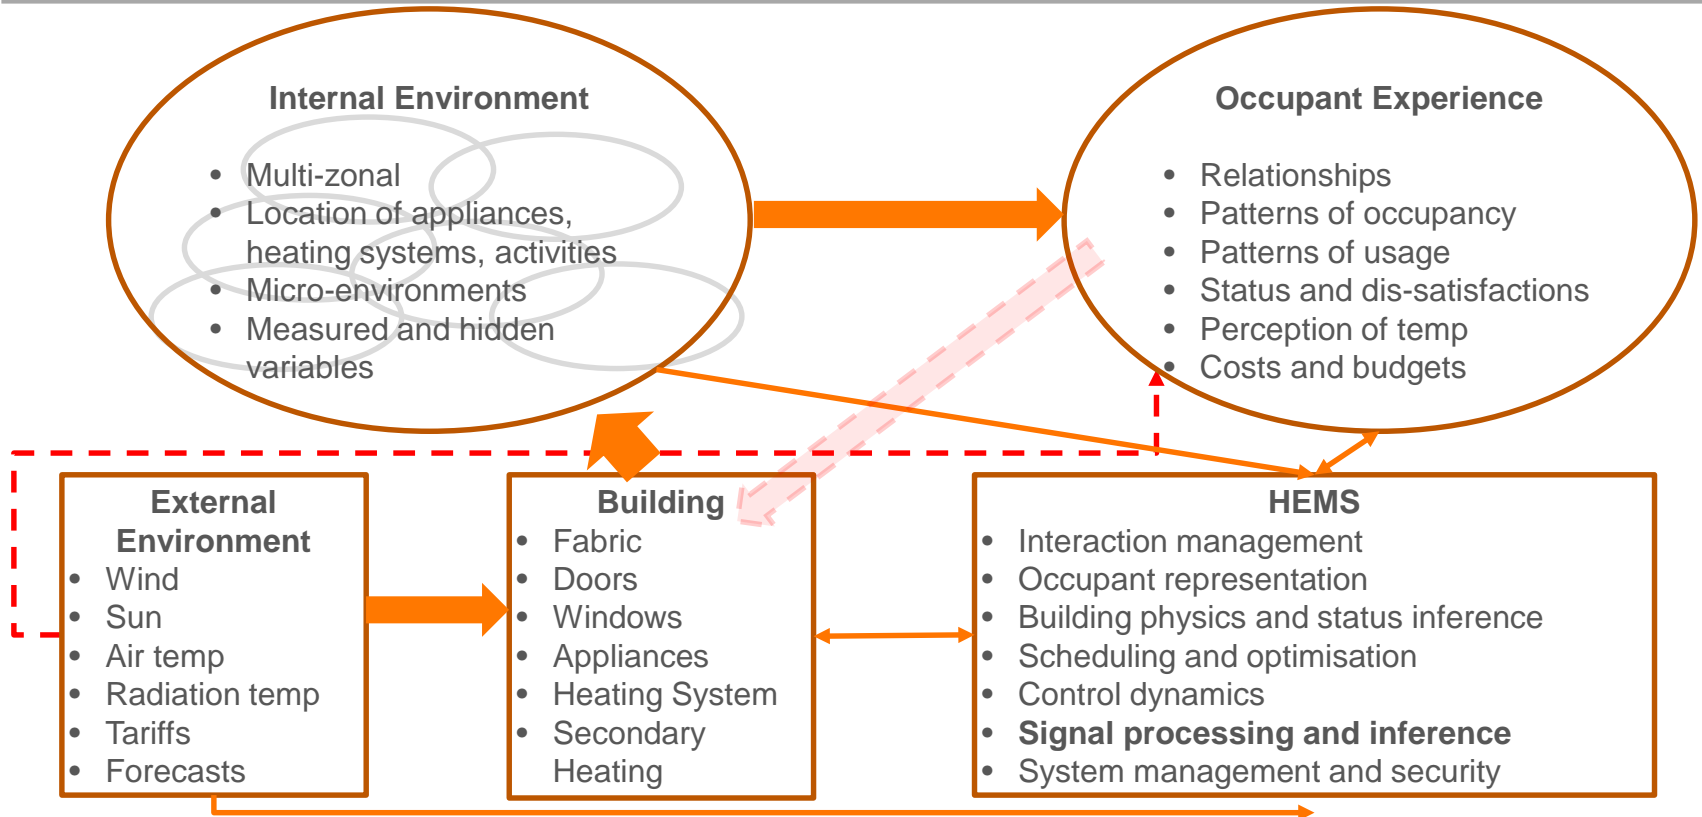 Internal Environment
• Multi-zonal
• Location of appliances,
heating systems, activities
• Micro-environments
• Measured and hidden
variables
Occupant Experience
• Relationships
• Patterns of occupancy
• Patterns of usage
• Status and dis-satisfactions
• Perception of temp
• Costs and budgets
External
Environment
• Wind
• Sun
• Air temp
• Radiation temp
• Tariffs
• Forecasts
Building
• Fabric
• Doors
• Windows
• Appliances
• Heating System
• Secondary
Heating
HEMS
• Interaction management
• Occupant representation
• Building physics and status inference
• Scheduling and optimisation
• Control dynamics
• Signal processing and inference
• System management and security